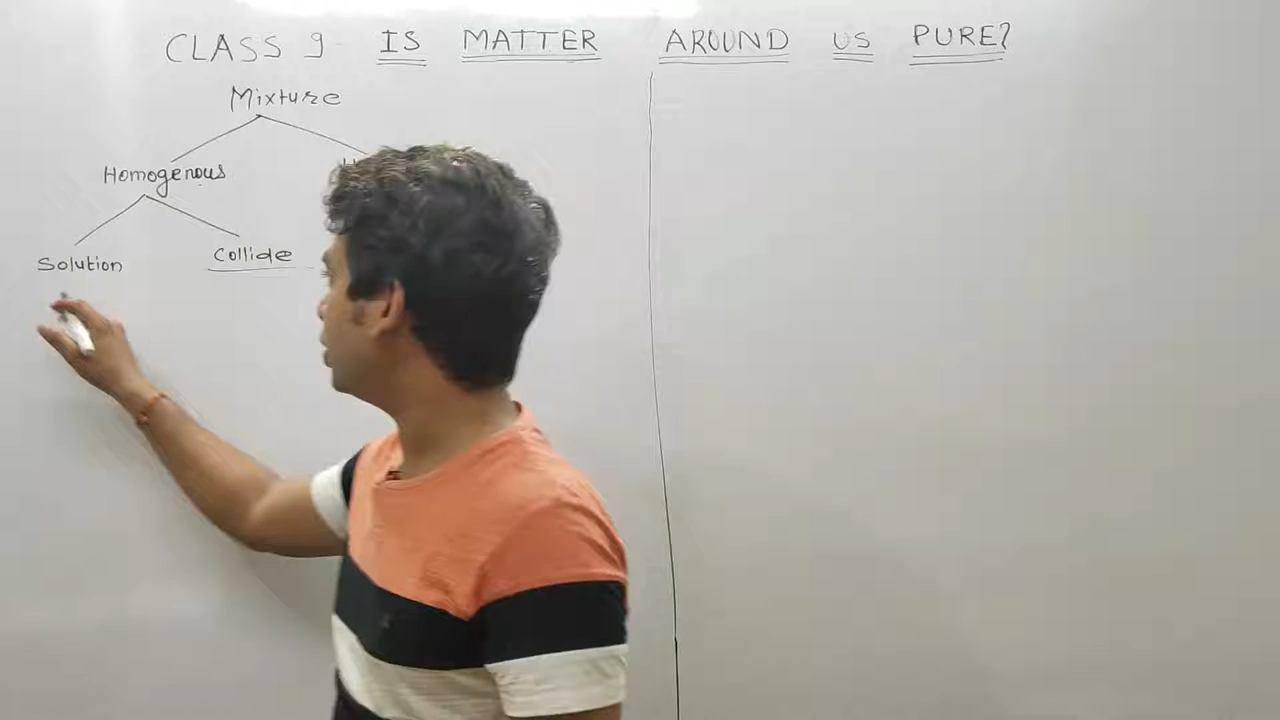 CLASS 9 IS MATTER AROUND US PURE?
Mixture
Homogenous
Solution Collide